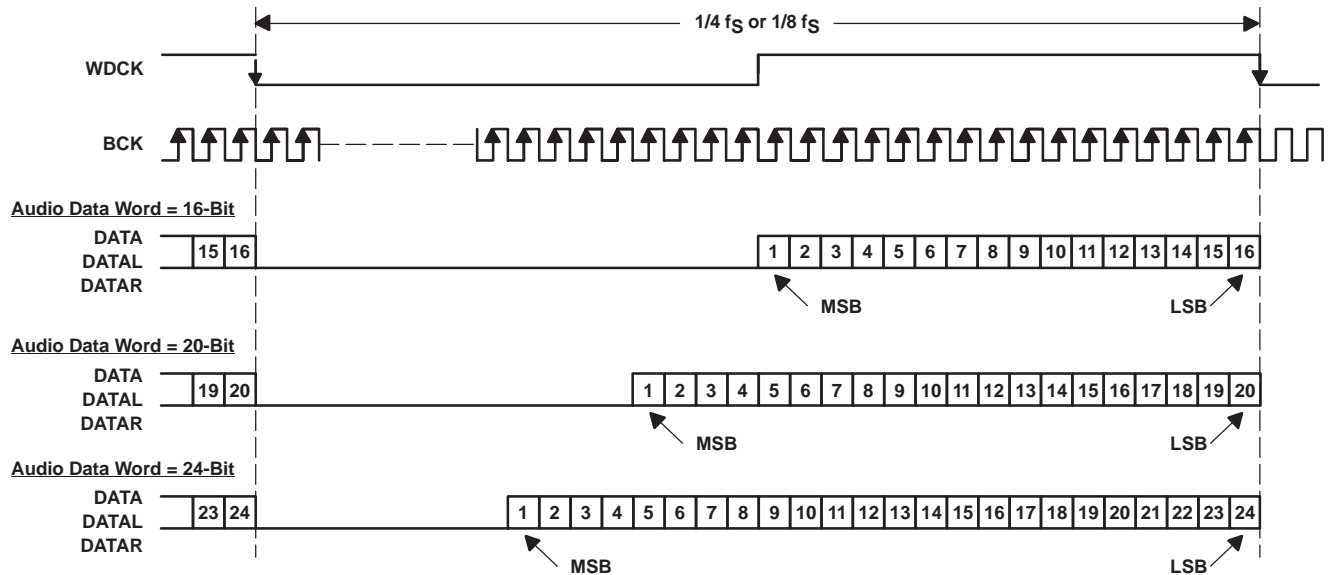 1/4 fS or 1/8 fS
WDCK
BCK
Audio Data Word = 16-Bit
DATA
DATAL
DATAR
15 16 1 2 3 4 5 6 7 8 9 10 11 12 13 14 15 16
MSB LSB
Audio Data Word = 20-Bit
DATA
DATAL
DATAR
19 20 1 2 3 4 5 6 7 8 9 10 11 12 13 14 15 16 17 18 19 20
MSB LSB
Audio Data Word = 24-Bit
DATA
DATAL
DATAR
23 24 1 2 3 4 5 6 7 8 9 10 11 12 13 14 15 16 17 18 19 20 21 22 23 24
MSB LSB